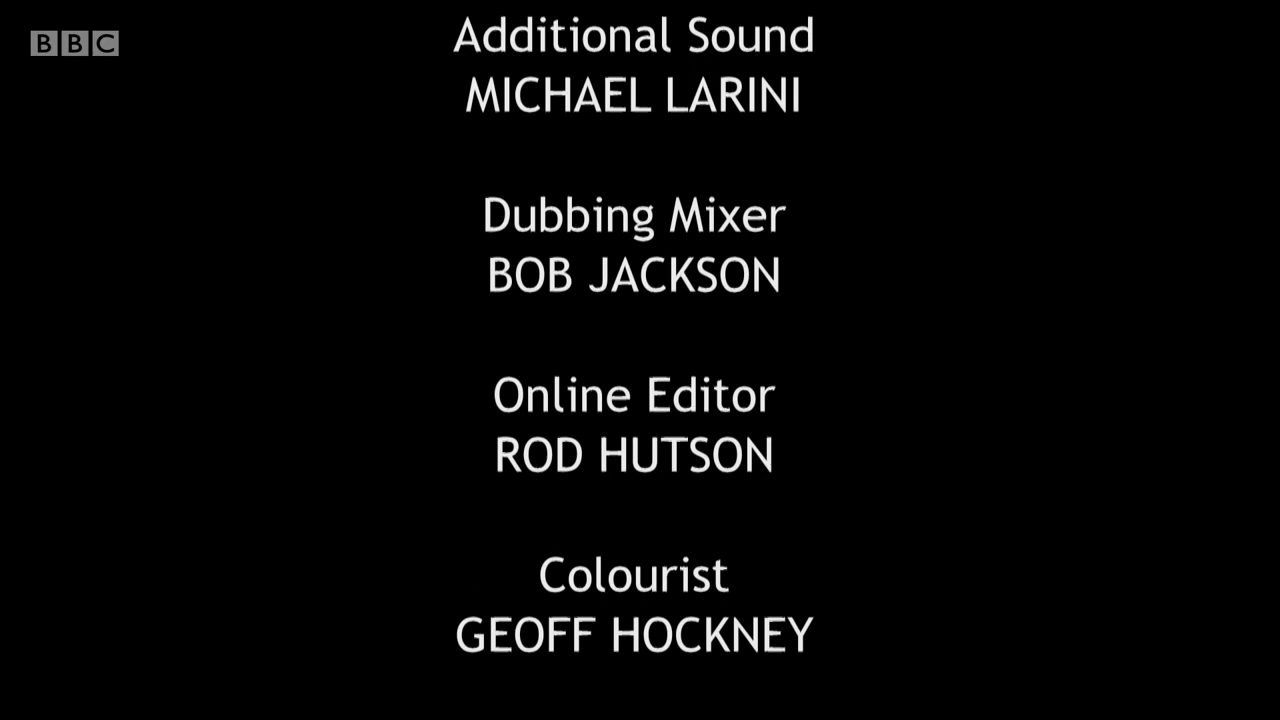 BBC
Additional Sound
MICHAEL LARINI
Dubbing Mixer
BOB JACKSON
Online Editor
ROD HUTSON
Colourist
GEOFF HOCKNEY